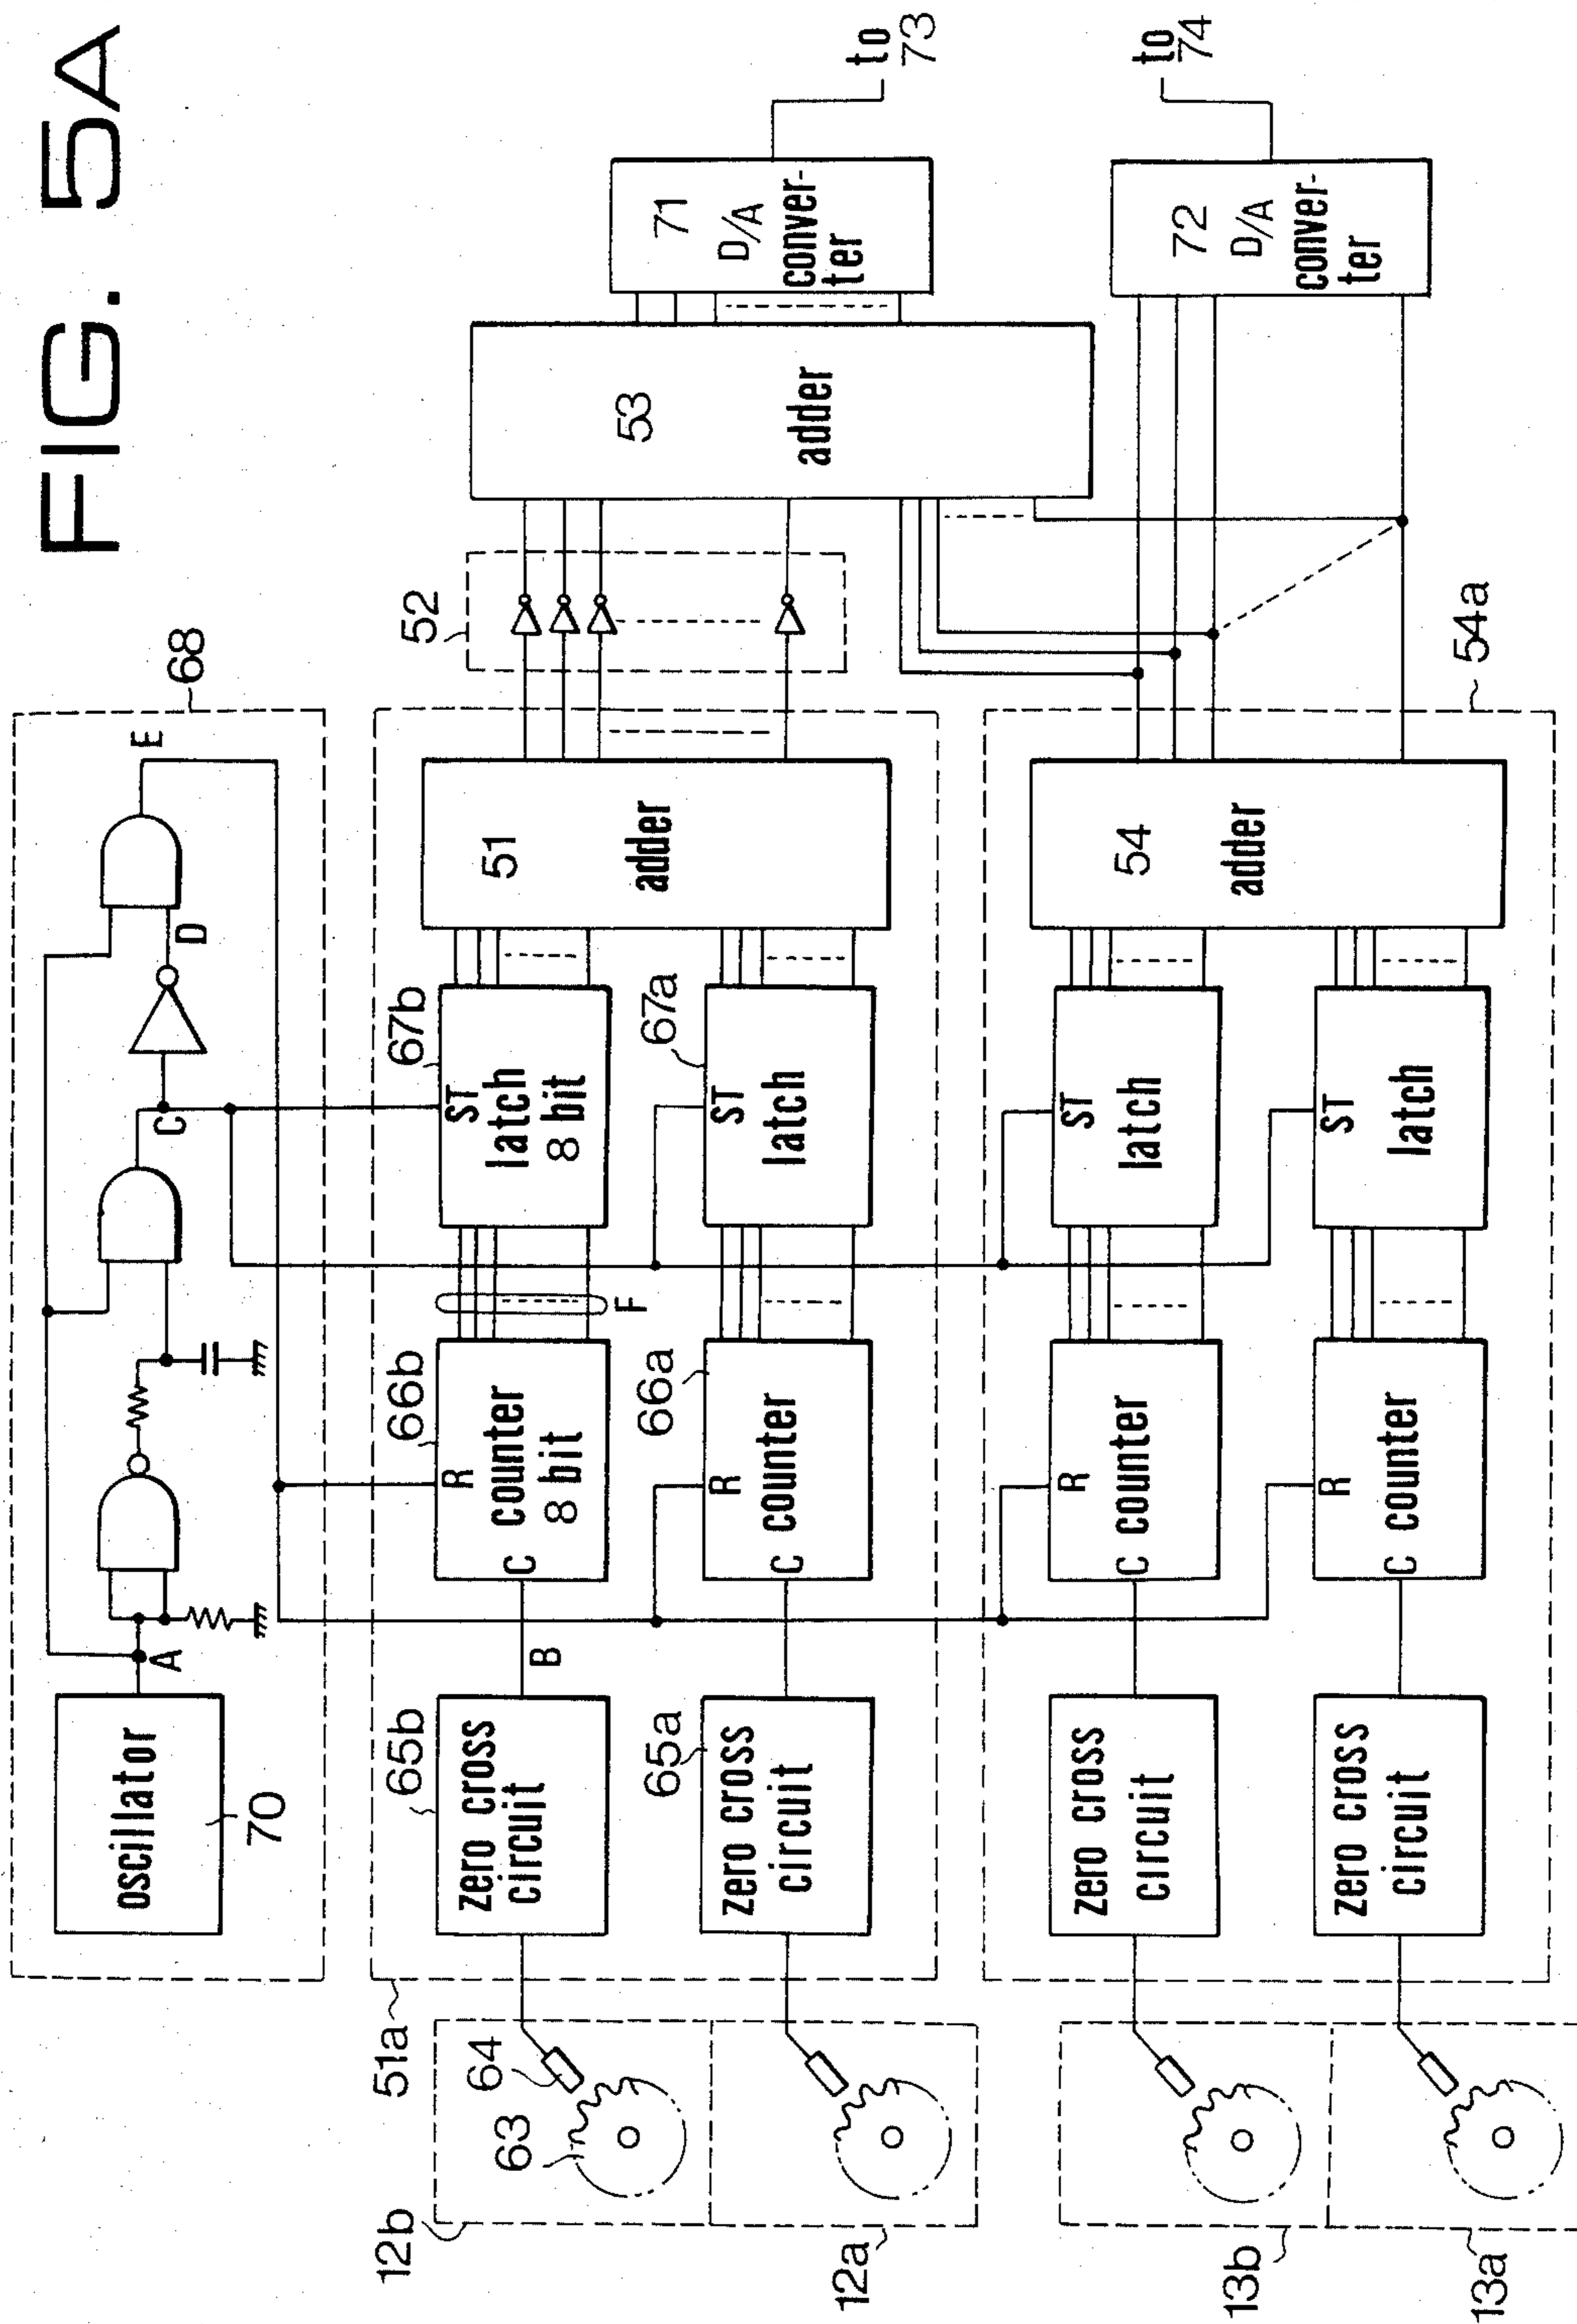 FIG. 5A
68
oscillator
70
A
C
D
E
51a
65b
zero cross
circuit
B
66b
R
C counter
8 bit
F
67b
ST
latch
8 bit
51
adder
52
53
adder
71
D/A
conver-
ter
to
73
65a
zero cross
circuit
66a
R
C counter
67a
ST
latch
12b
63
64
12a
54a
zero cross
circuit
R
C counter
ST
latch
54
adder
72
D/A
conver-
ter
to
74
zero cross
circuit
R
C counter
ST
latch
13b
13a